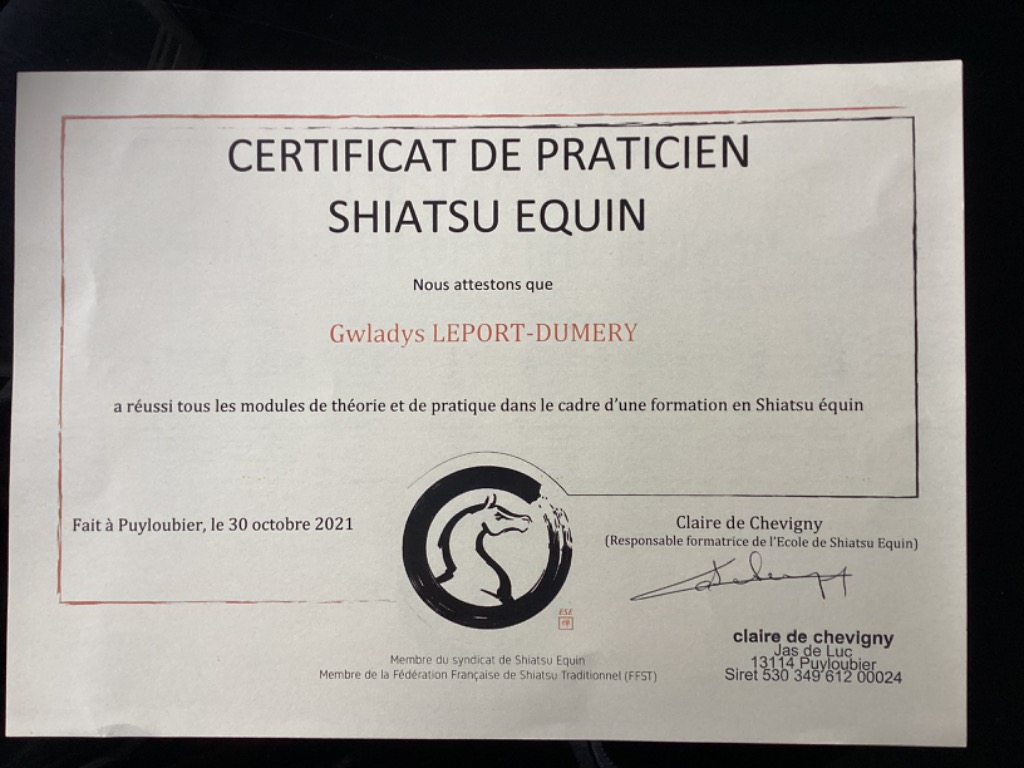 CERTIFICAT DE PRATICIEN
SHIATSU EQUIN
Nous attestons que
Gwladys LEPORT-DUMERY
a réussi tous les modules de théorie et de pratique dans le cadre d'une formation en Shiatsu équin
Fait à Puyloubier, le 30 octobre 2021
Claire de Chevigny
(Responsable formatrice de l'Ecole de Shiatsu Equin)
ESE
claire de chevigny
Jas de Luc
13114 Puyloubier
Siret 530 349 612 00024
Membre du syndicat de Shiatsu Equin
Membre de la Fédération Française de Shiatsu Traditionnel (FFST)